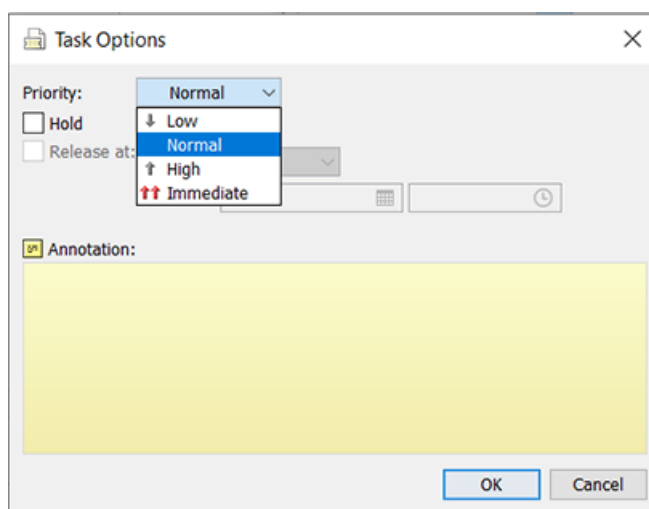 Task Options
Priority: Normal
Low
Normal
High
Immediate
Hold
Release at:
Annotation:
OK Cancel